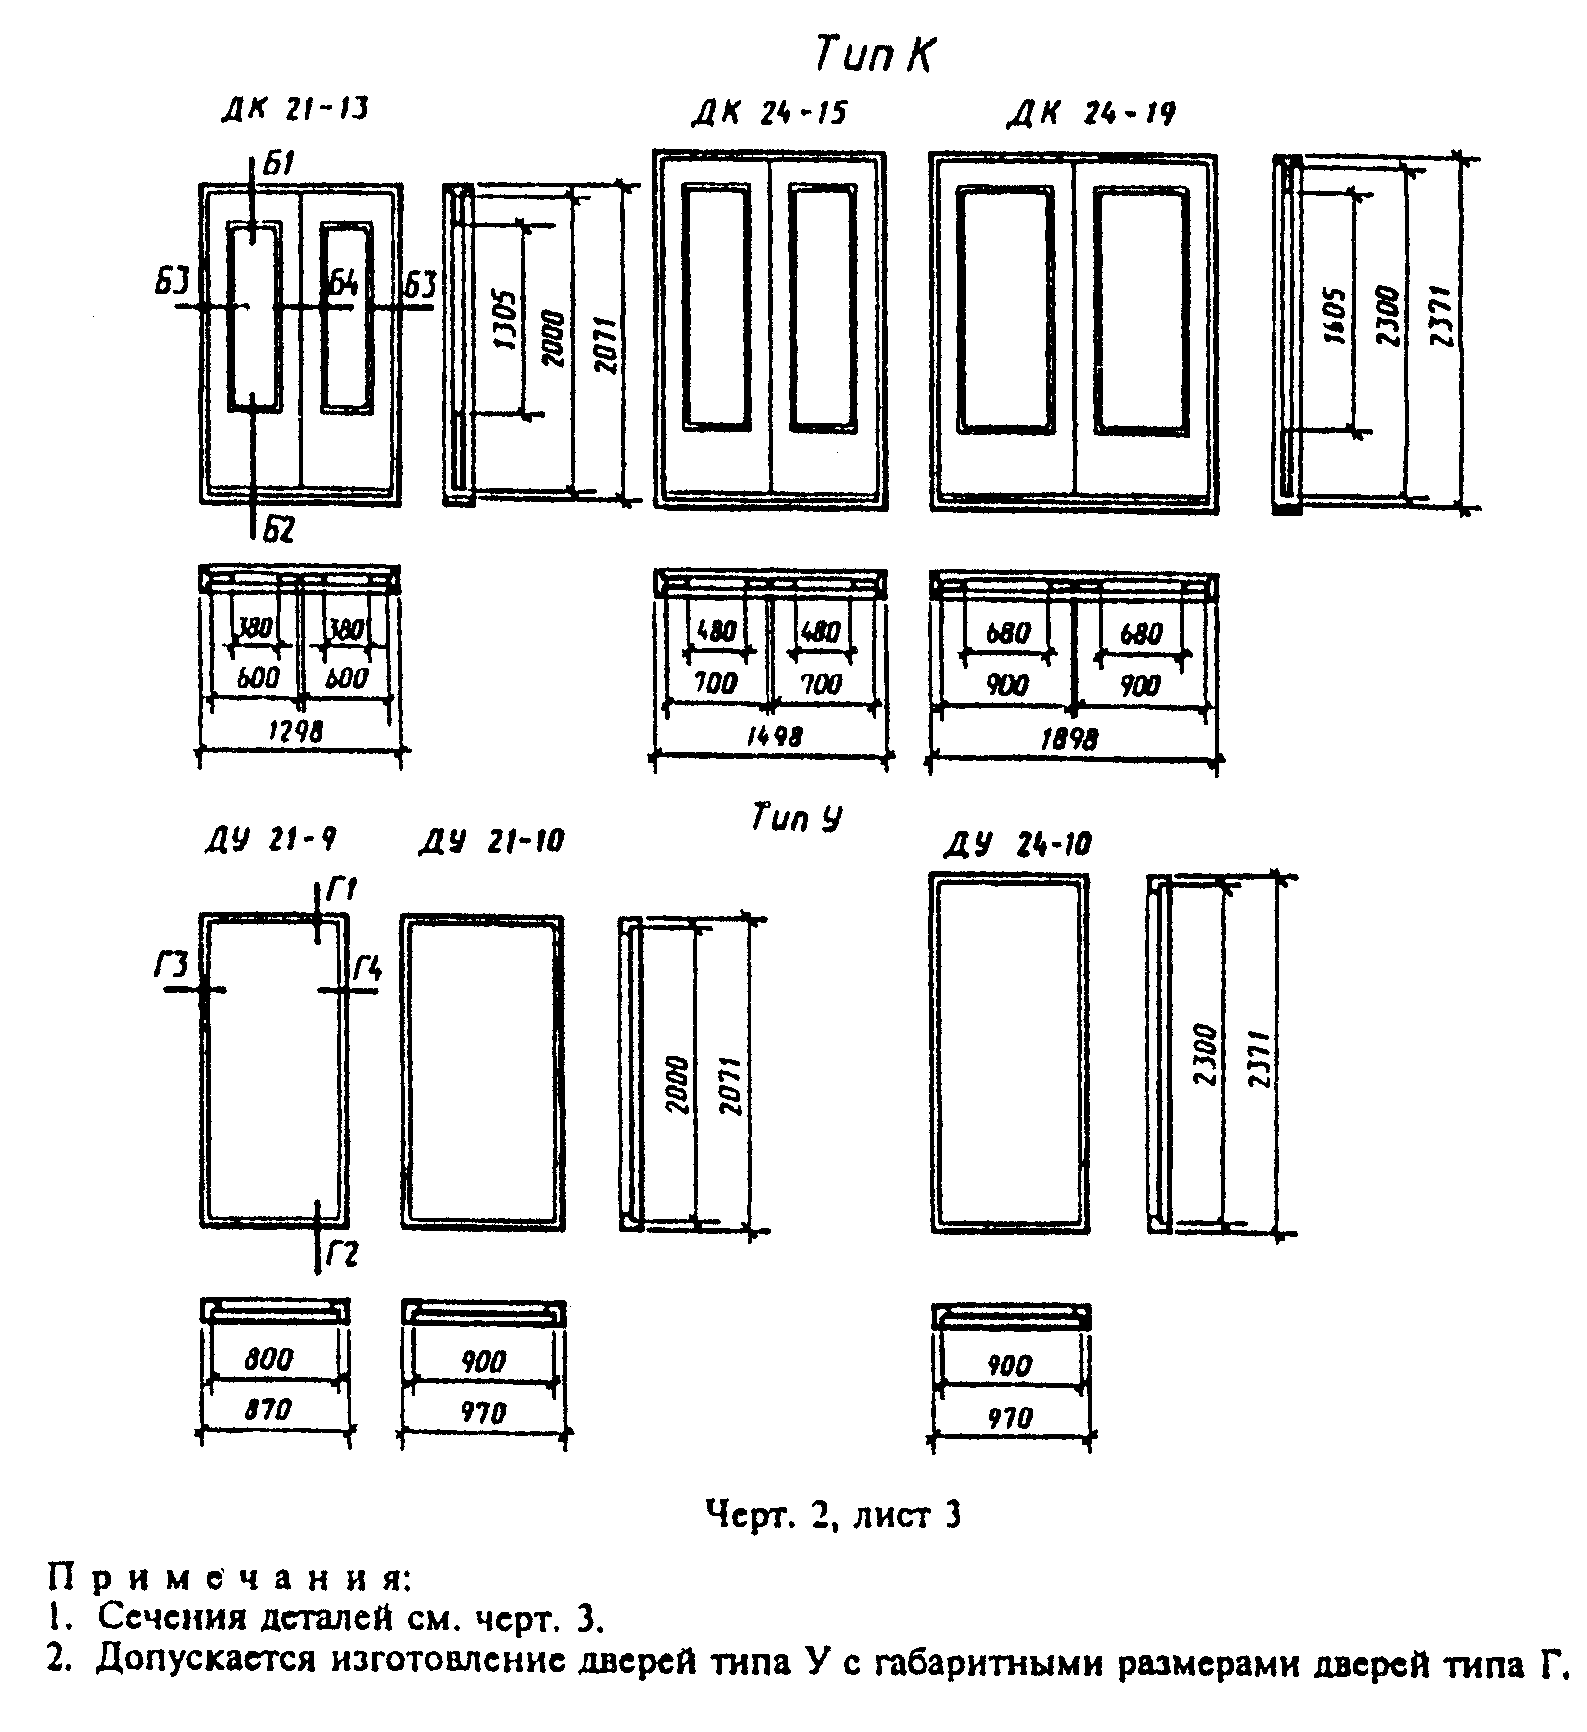 Тип К
ДК 21-13
ДК 24-15
ДК 24-19
Б1
Б3
Б4
Б3
Б2
1305
2000
2071
1605
2300
2371
380
380
600
600
1298
480
480
700
700
1498
680
680
900
900
1898
Тип У
ДУ 21-9
ДУ 21-10
ДУ 24-10
Г1
Г3
Г4
Г2
2000
2071
2300
2371
800
870
900
970
900
970
Черт. 2, лист 3
Примечания:
1. Сечения деталей см. черт. 3.
2. Допускается изготовление дверей типа У с габаритными размерами дверей типа Г.